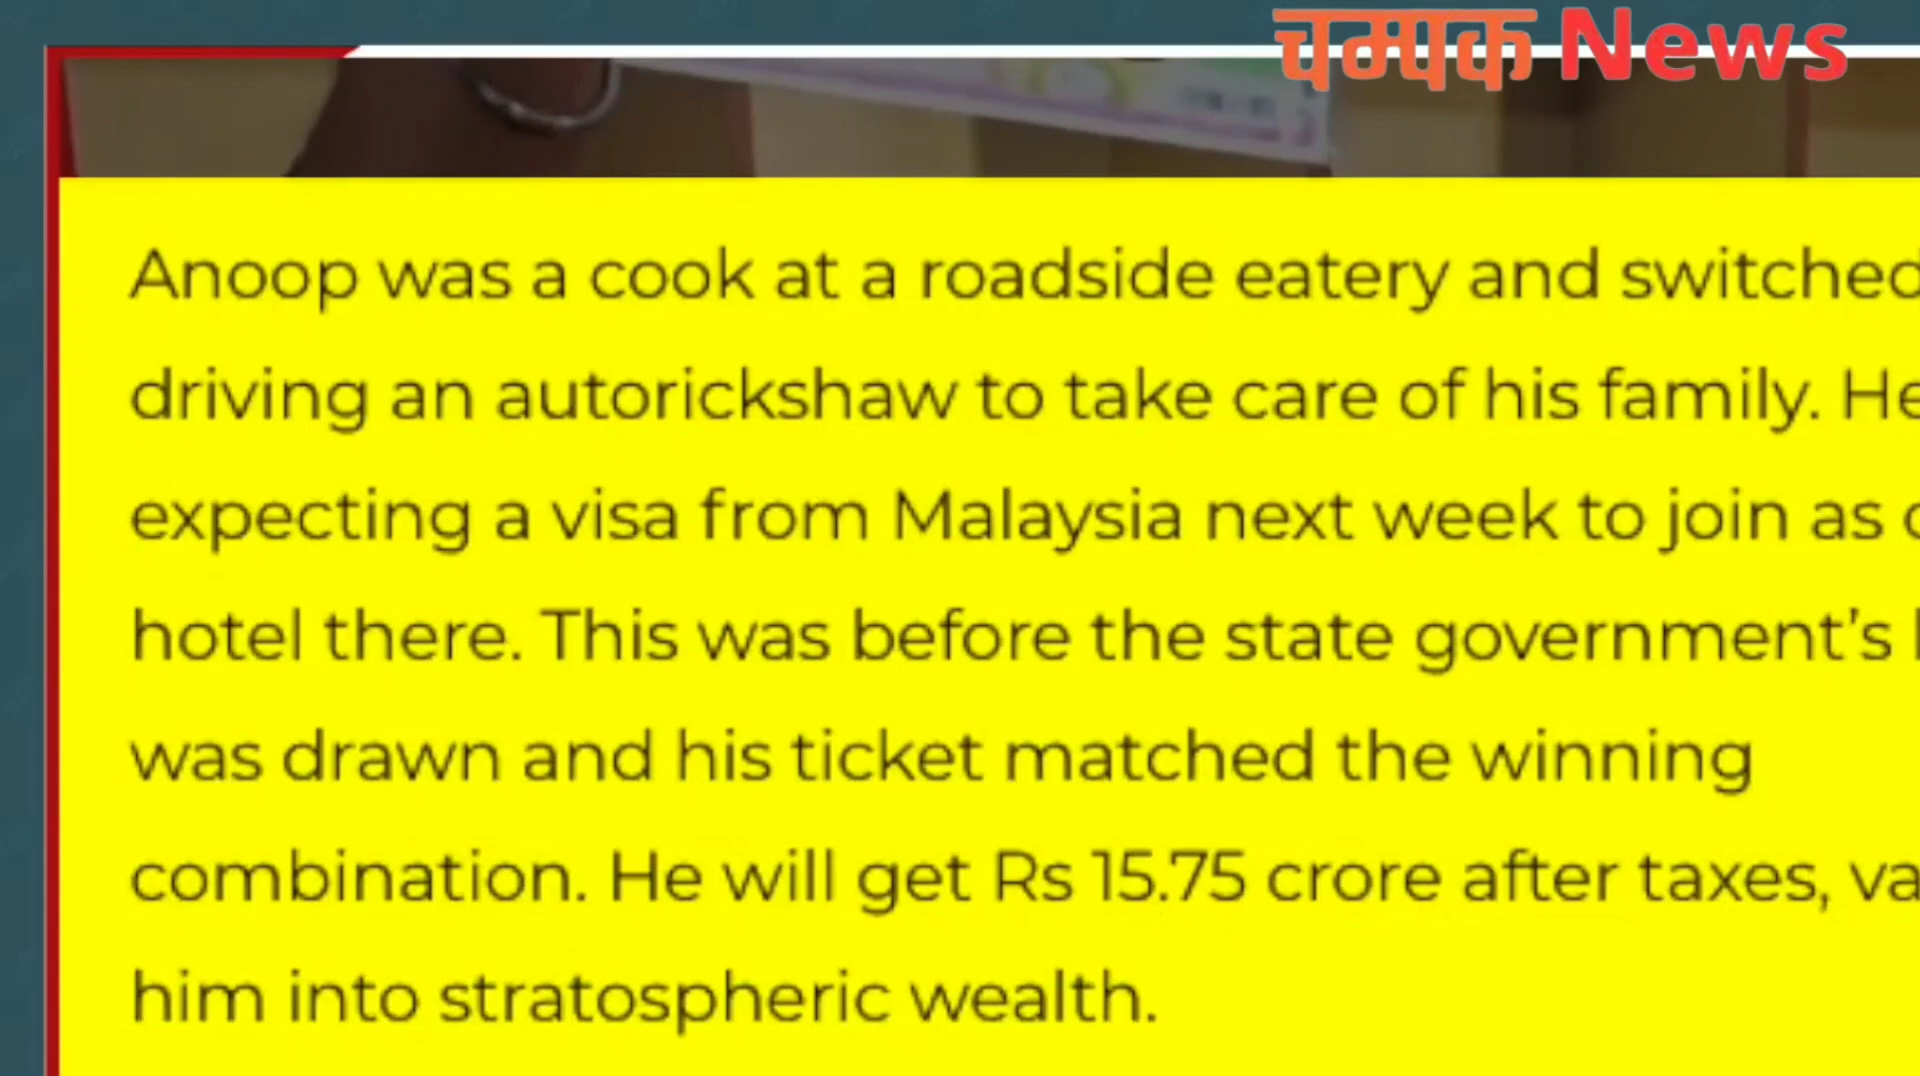 चम्पक News
Anoop was a cook at a roadside eatery and switched
driving an autorickshaw to take care of his family. He
expecting a visa from Malaysia next week to join as
hotel there. This was before the state government’s
was drawn and his ticket matched the winning
combination. He will get Rs 15.75 crore after taxes,
him into stratospheric wealth.